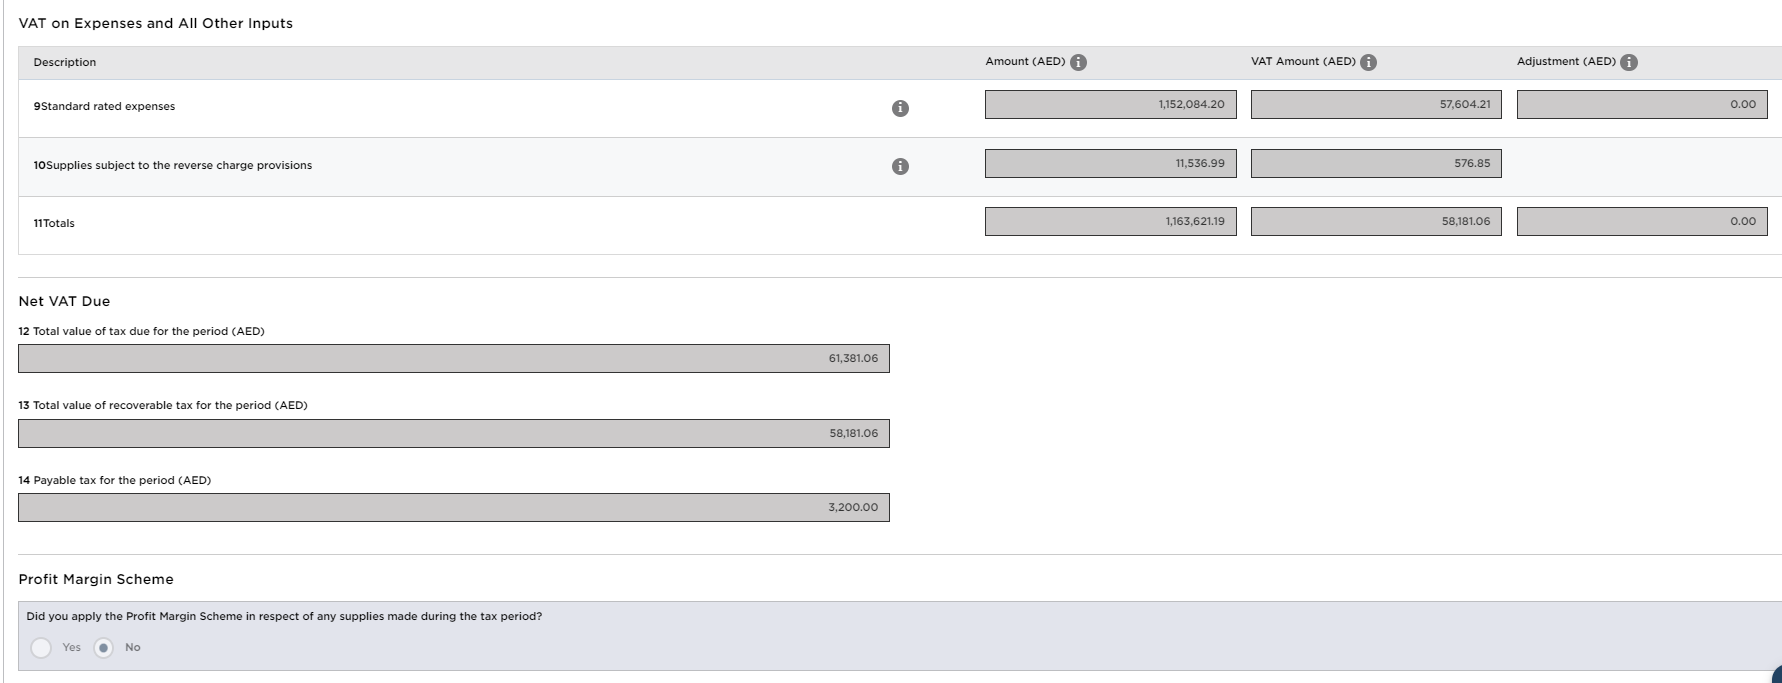 VAT on Expenses and All Other Inputs
Description Amount (AED) VAT Amount (AED) Adjustment (AED)
9Standard rated expenses 1,152,084.20 57,604.21 0.00
10Supplies subject to the reverse charge provisions 11,536.99 576.85
11Totals 1,163,621.19 58,181.06 0.00
Net VAT Due
12 Total value of tax due for the period (AED)
61,381.06
13 Total value of recoverable tax for the period (AED)
58,181.06
14 Payable tax for the period (AED)
3,200.00
Profit Margin Scheme
Did you apply the Profit Margin Scheme in respect of any supplies made during the tax period?
Yes No